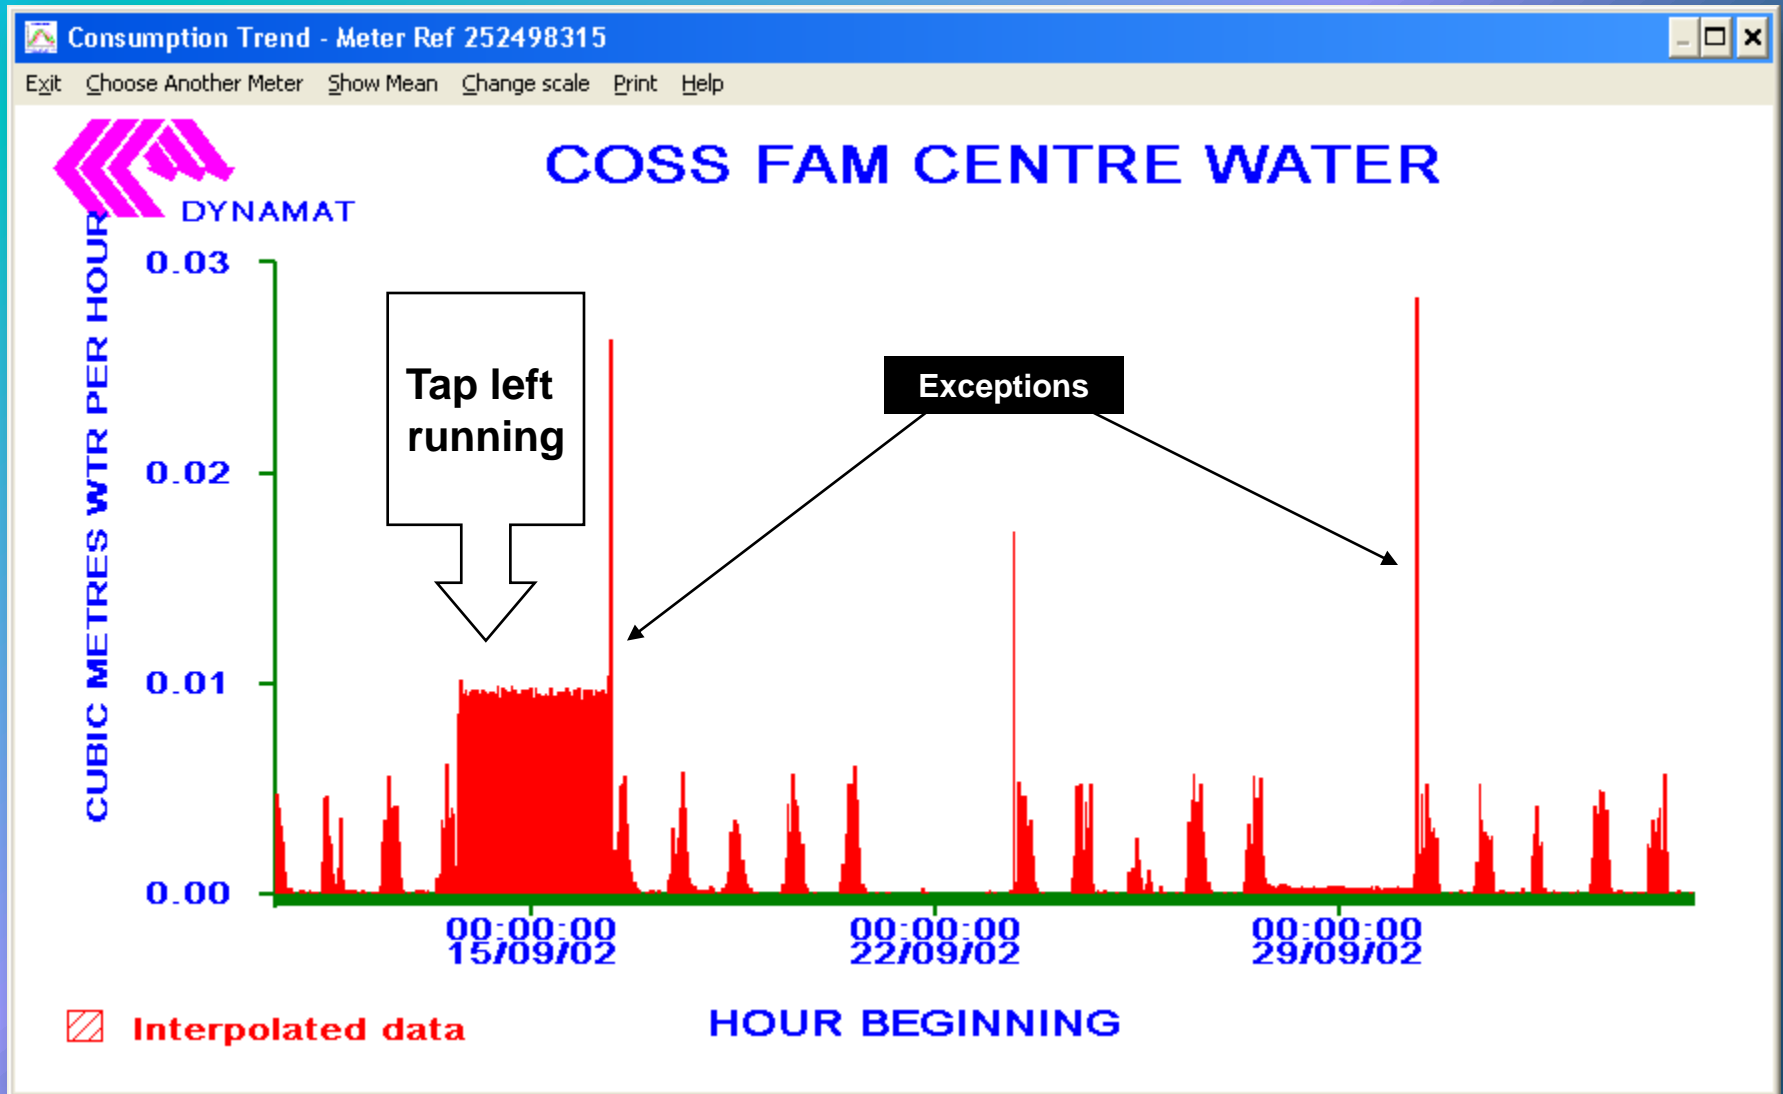 Consumption Trend - Meter Ref 252498315
Exit Choose Another Meter Show Mean Change scale Print Help
DYNAMAT
COSS FAM CENTRE WATER
CUBIC METRES WTR PER HOUR
0.03
0.02
0.01
0.00
Tap left
running
Exceptions
00:00:00
15/09/02
00:00:00
22/09/02
00:00:00
29/09/02
Interpolated data
HOUR BEGINNING